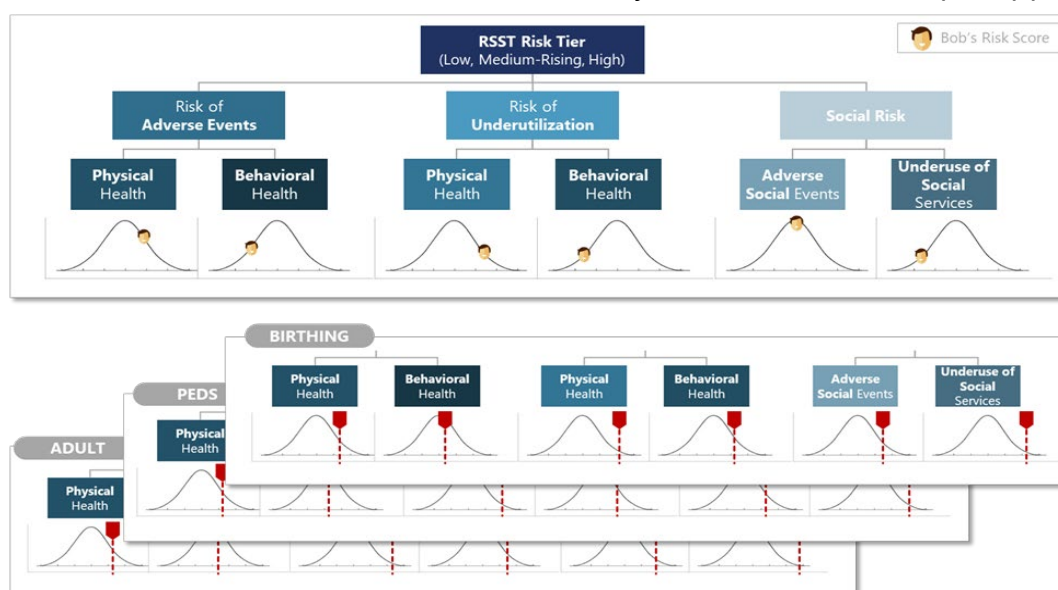 RSST Risk Tier
(Low, Medium-Rising, High)
Bob's Risk Score
Risk of
Adverse Events
Risk of
Underutilization
Social Risk
Physical
Health
Behavioral
Health
Physical
Health
Behavioral
Health
Adverse
Social Events
Underuse of
Social
Services
BIRTHING
Physical
Health
Behavioral
Health
Physical
Health
Behavioral
Health
Adverse
Social Events
Underuse of
Social
Services
PEDS
Physical
Health
ADULT
Physical
Health